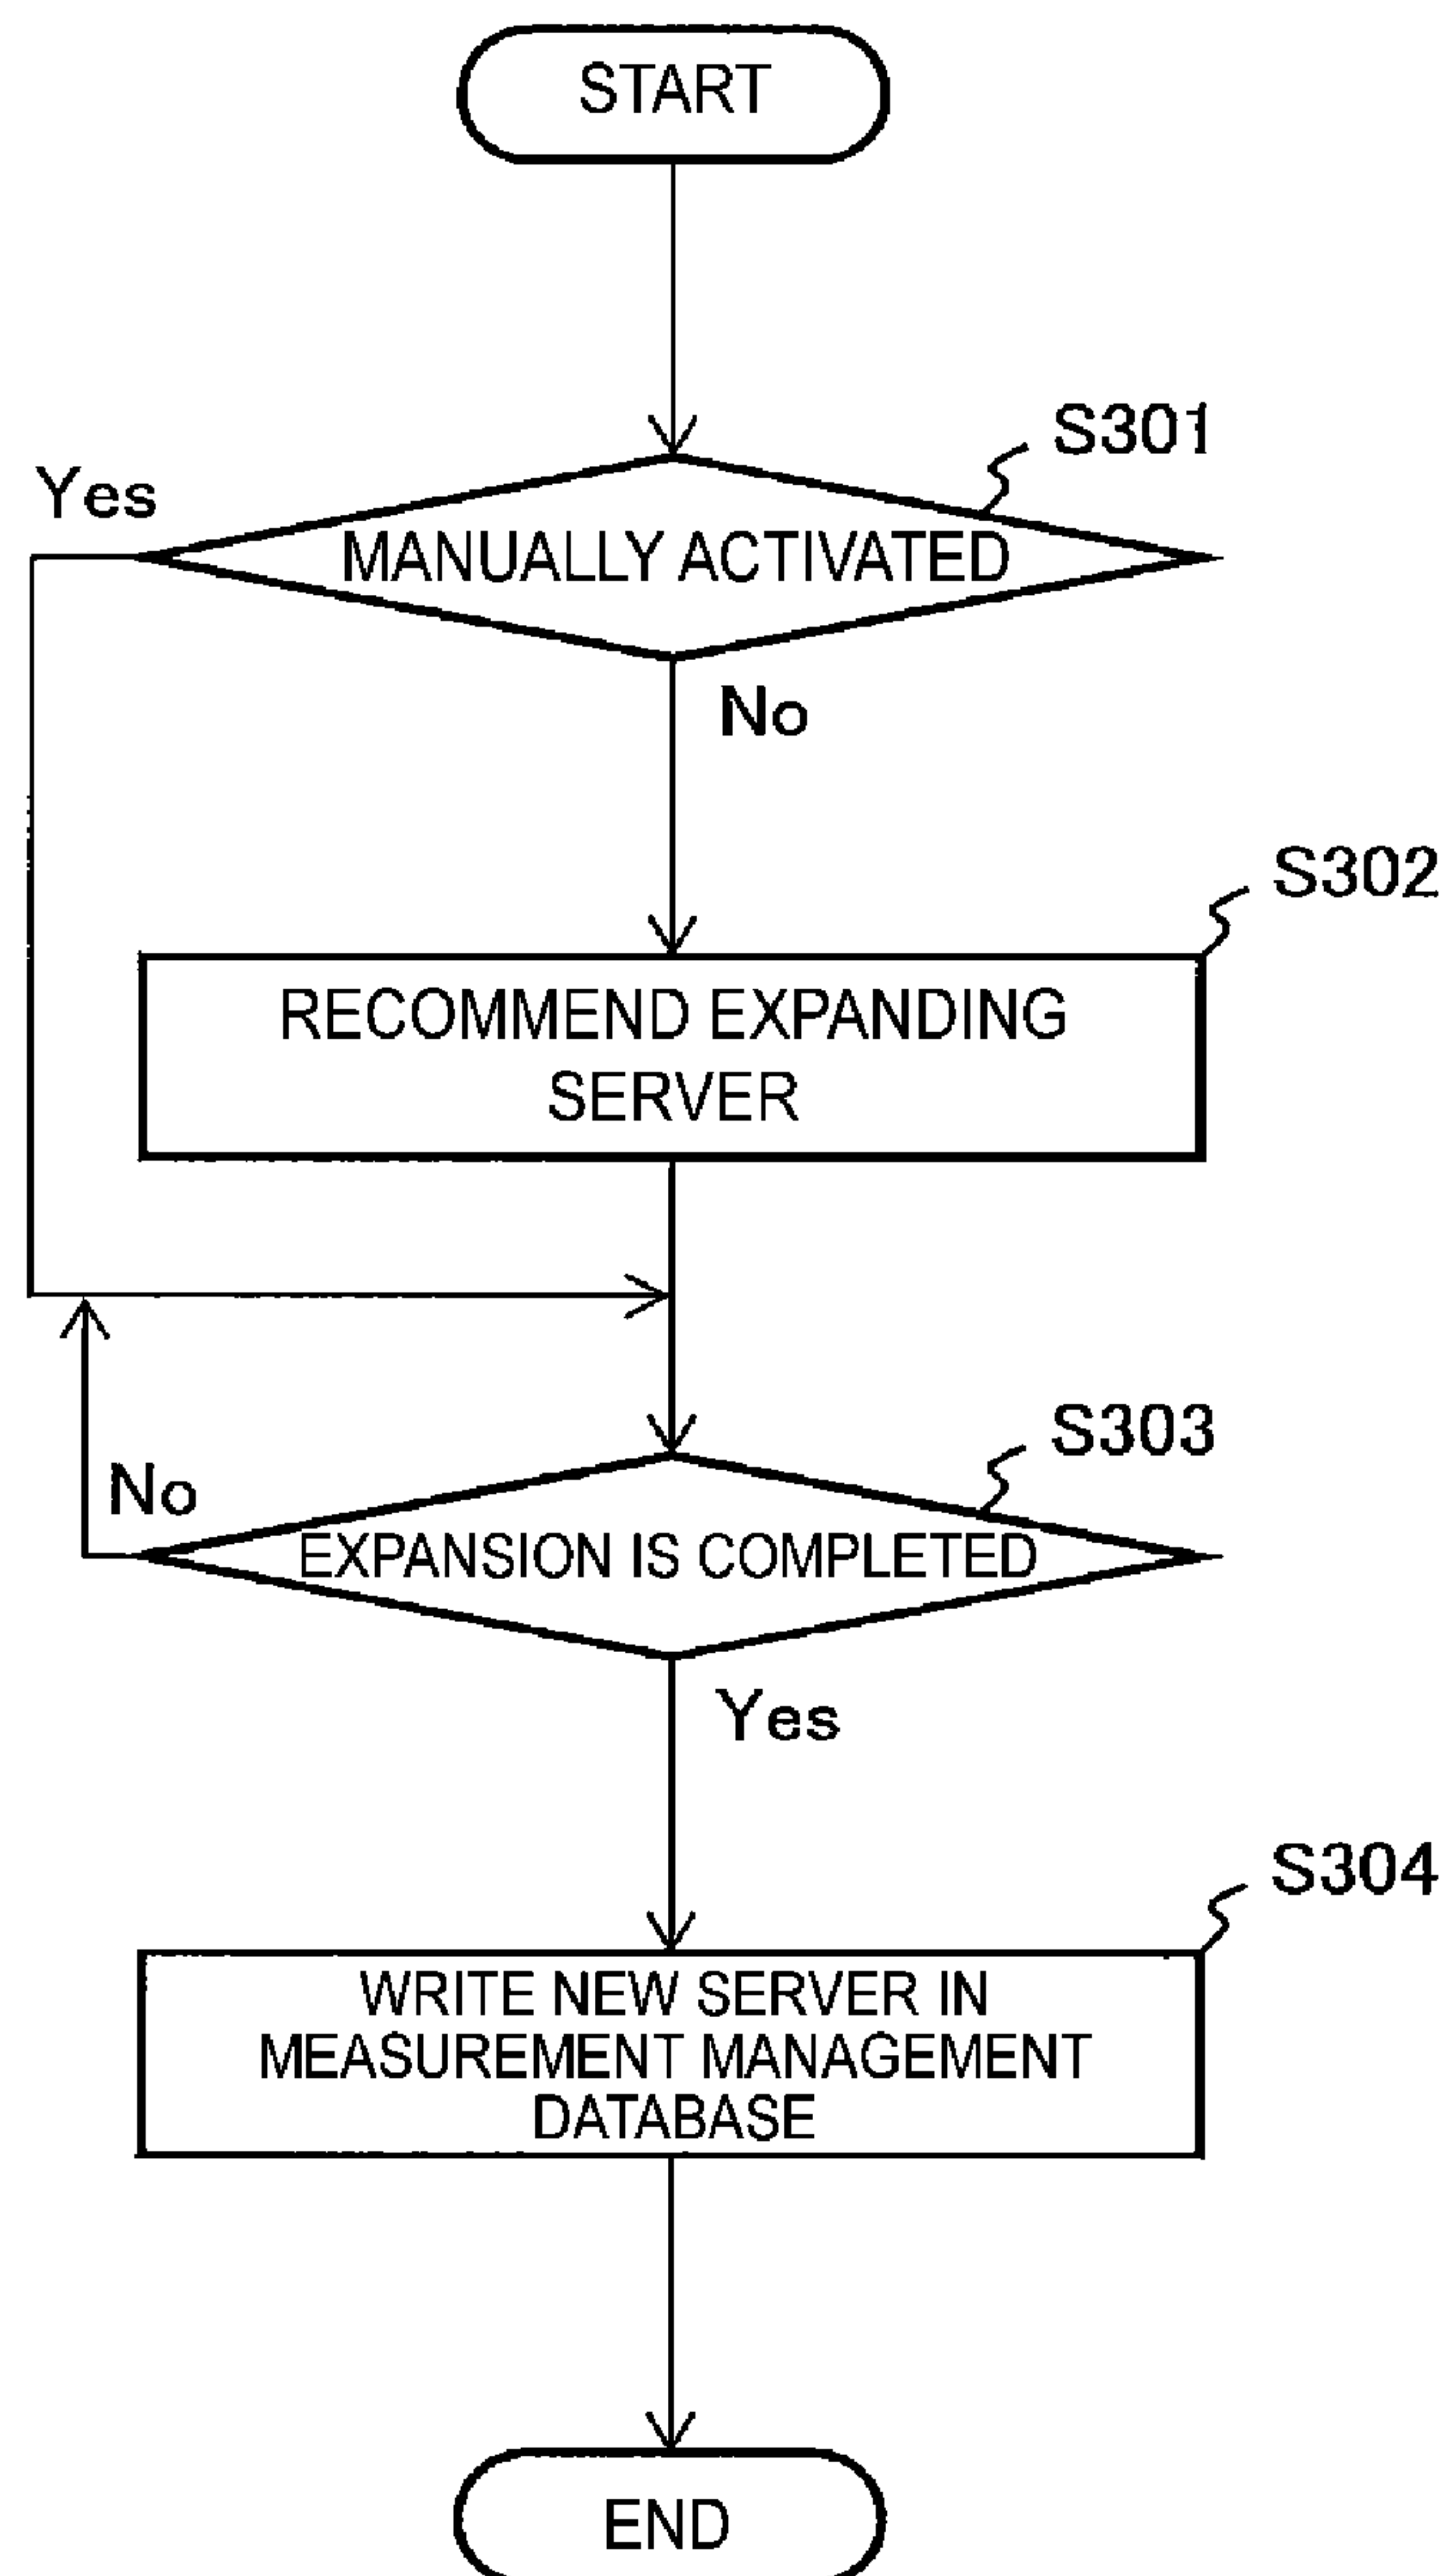 START
S301
Yes
MANUALLY ACTIVATED
No
S302
RECOMMEND EXPANDING
SERVER
S303
No
EXPANSION IS COMPLETED
Yes
S304
WRITE NEW SERVER IN
MEASUREMENT MANAGEMENT
DATABASE
END